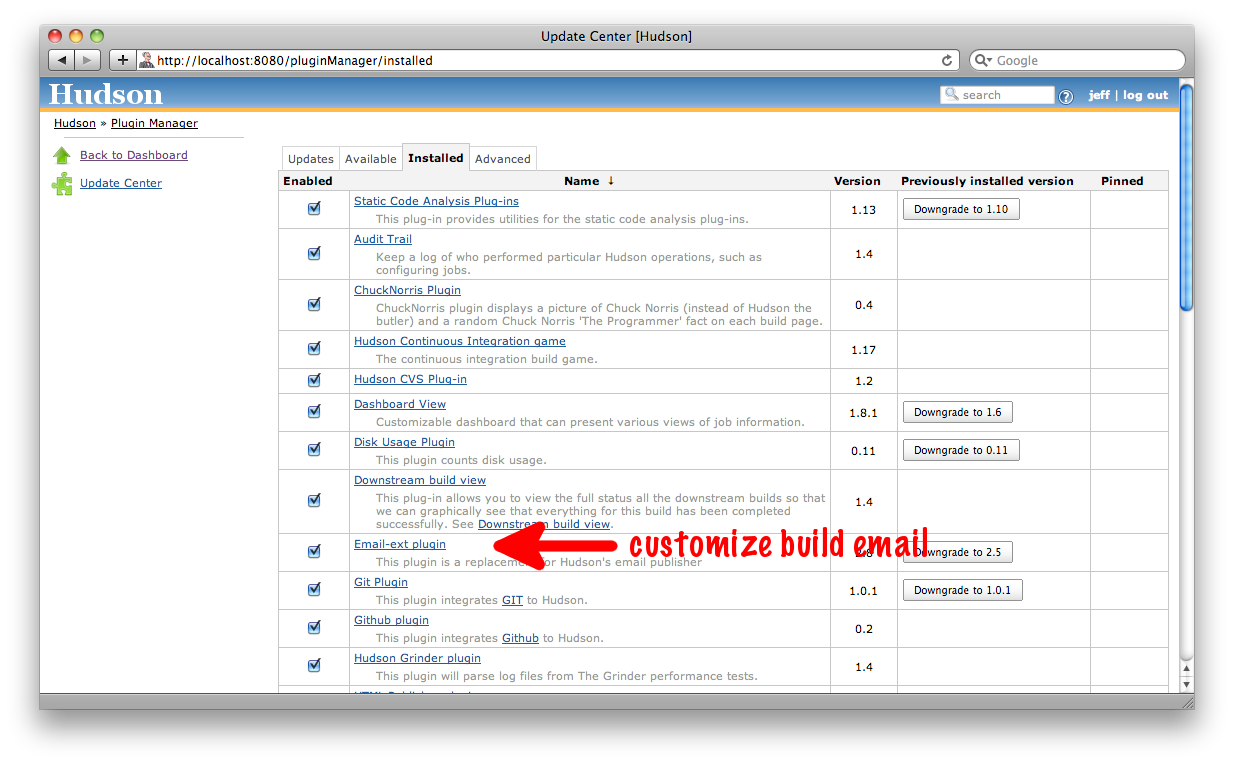 Update Center [Hudson]
http://localhost:8080/pluginManager/installed
Google
Hudson
search
jeff | log out
Hudson » Plugin Manager
Back to Dashboard
Update Center
Updates Available Installed Advanced
Enabled Name ↓ Version Previously installed version Pinned
Static Code Analysis Plug-ins
This plug-in provides utilities for the static code analysis plug-ins.
1.13
Downgrade to 1.10
Audit Trail
Keep a log of who performed particular Hudson operations, such as
configuring jobs.
1.4
ChuckNorris Plugin
ChuckNorris plugin displays a picture of Chuck Norris (instead of Hudson the
butler) and a random Chuck Norris 'The Programmer' fact on each build page.
0.4
Hudson Continuous Integration game
The continuous integration build game.
1.17
Hudson CVS Plug-in
1.2
Dashboard View
Customizable dashboard that can present various views of job information.
1.8.1
Downgrade to 1.6
Disk Usage Plugin
This plugin counts disk usage.
0.11
Downgrade to 0.11
Downstream build view
This plug-in allows you to view the full status all the downstream builds so that
we can graphically see that everything for this build has been completed
successfully. See Downstream build view.
1.4
Email-ext plugin
This plugin is a replacement for Hudson's email publisher
customize build email
Downgrade to 2.5
Git Plugin
This plugin integrates GIT to Hudson.
1.0.1
Downgrade to 1.0.1
Github plugin
This plugin integrates Github to Hudson.
0.2
Hudson Grinder plugin
This plugin will parse log files from The Grinder performance tests.
1.4